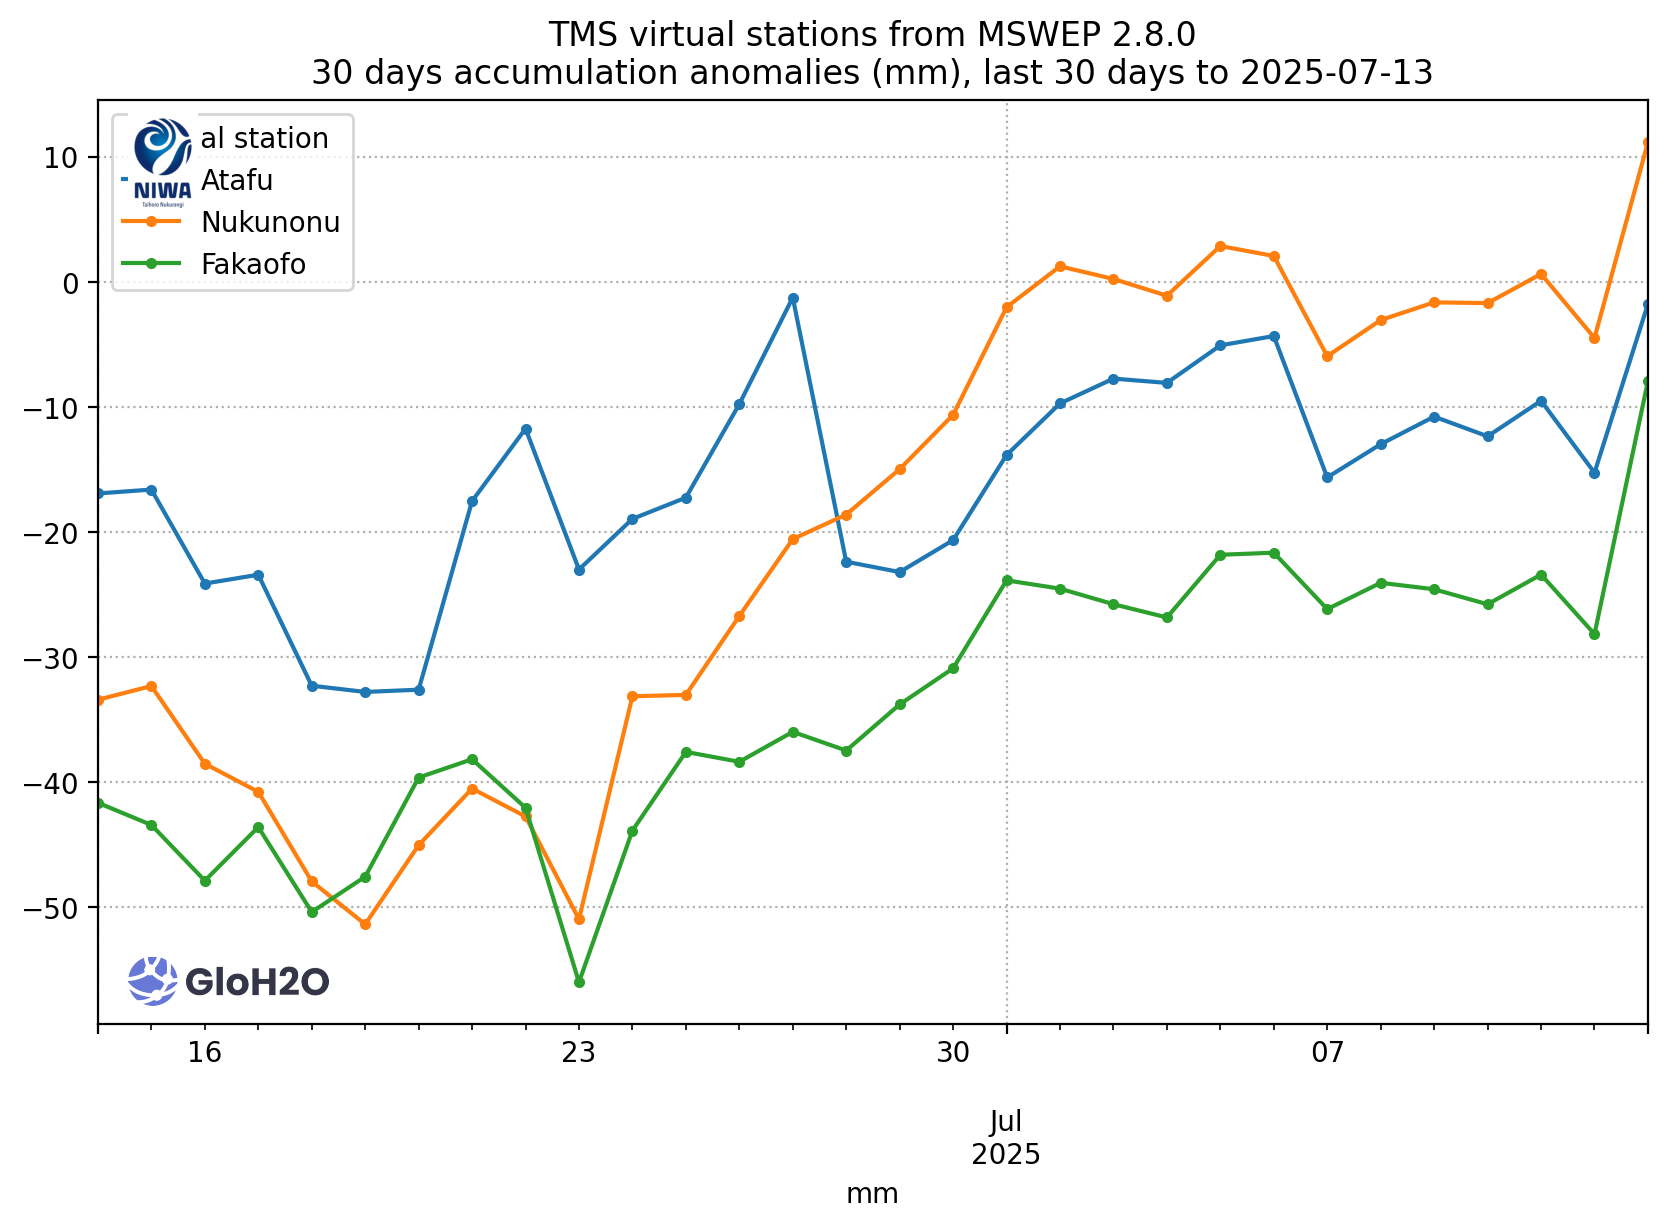 TMS virtual stations from MSWEP 2.8.0
30 days accumulation anomalies (mm), last 30 days to 2025-07-13
al station
Atafu
Nukunonu
Fakaofo
NIWA
Taihoro Nukurangi
10
0
−10
−20
−30
−40
−50
GloH2O
16
23
30
07
Jul
2025
mm